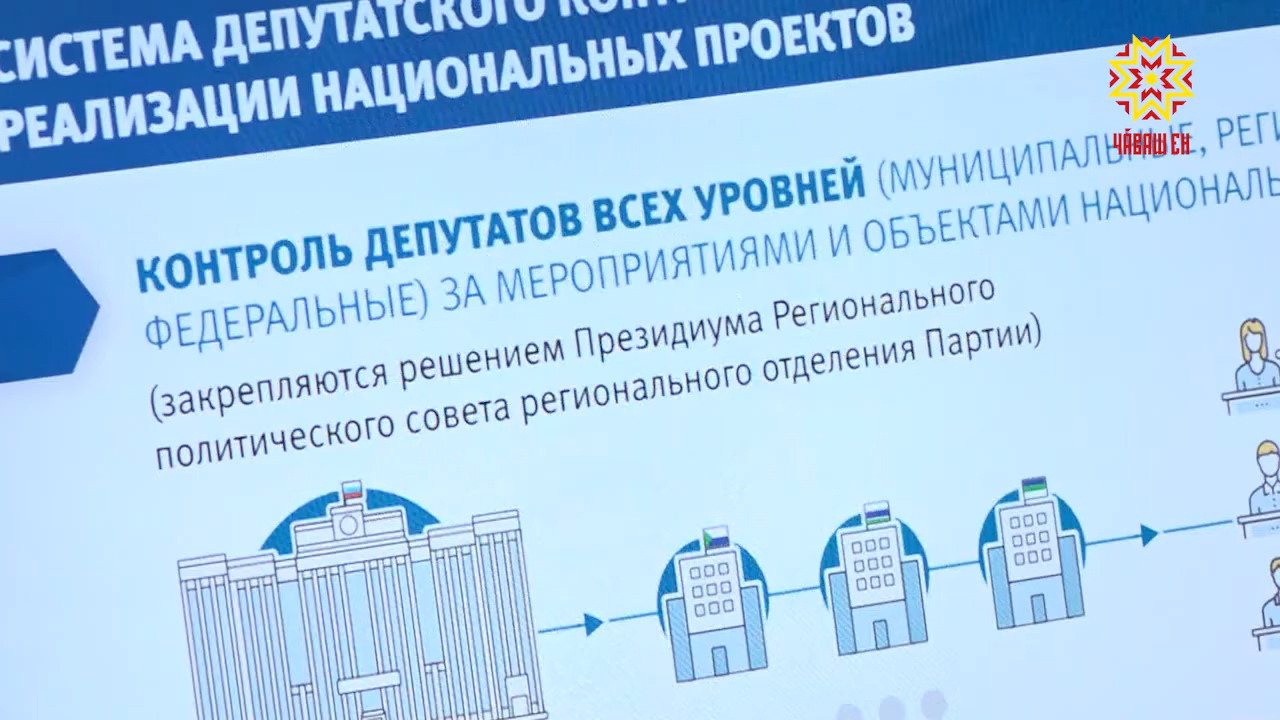 СИСТЕМА ДЕПУТАТСКОГО
РЕАЛИЗАЦИИ НАЦИОНАЛЬНЫХ ПРОЕКТОВ
ЧӐВАШ ЕН
КОНТРОЛЬ ДЕПУТАТОВ ВСЕХ УРОВНЕЙ (МУНИЦИПАЛЬНЫЕ,
ФЕДЕРАЛЬНЫЕ) ЗА МЕРОПРИЯТИЯМИ И ОБЪЕКТАМИ
(закрепляются решением Президиума Регионального
политического совета регионального отделения Партии)